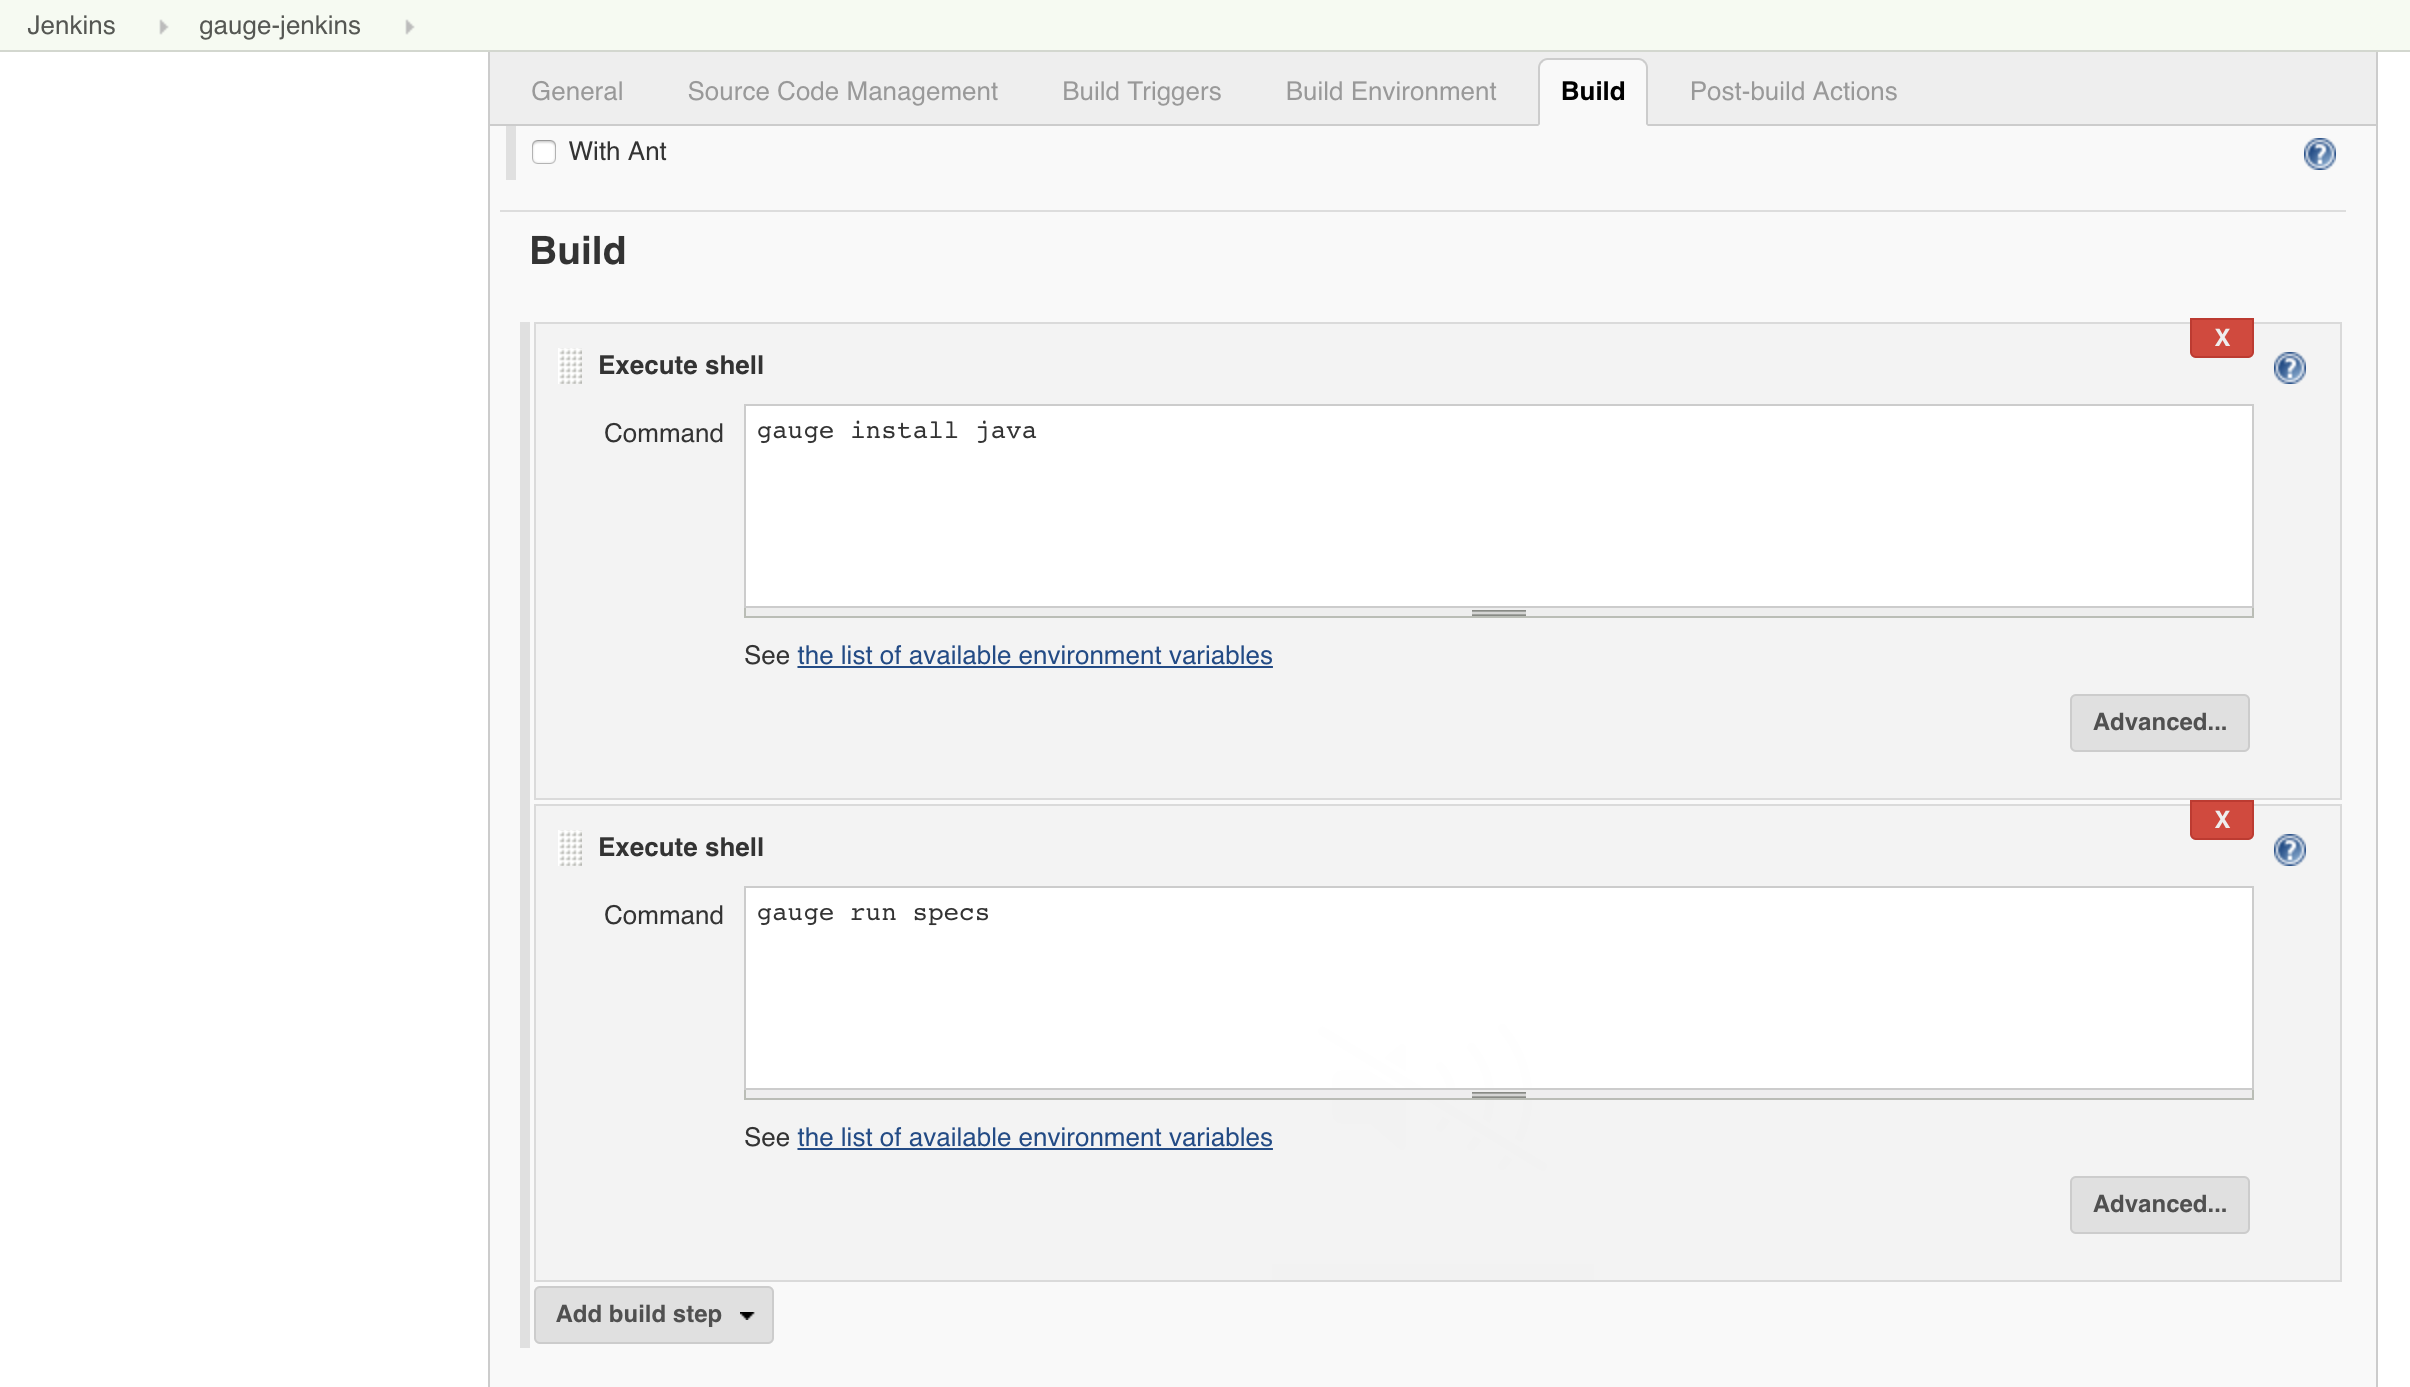 Jenkins gauge-jenkins
General Source Code Management Build Triggers Build Environment Build Post-build Actions
With Ant
?
Build
X
Execute shell
?
Command gauge install java
See the list of available environment variables
Advanced...
X
Execute shell
?
Command gauge run specs
See the list of available environment variables
Advanced...
Add build step